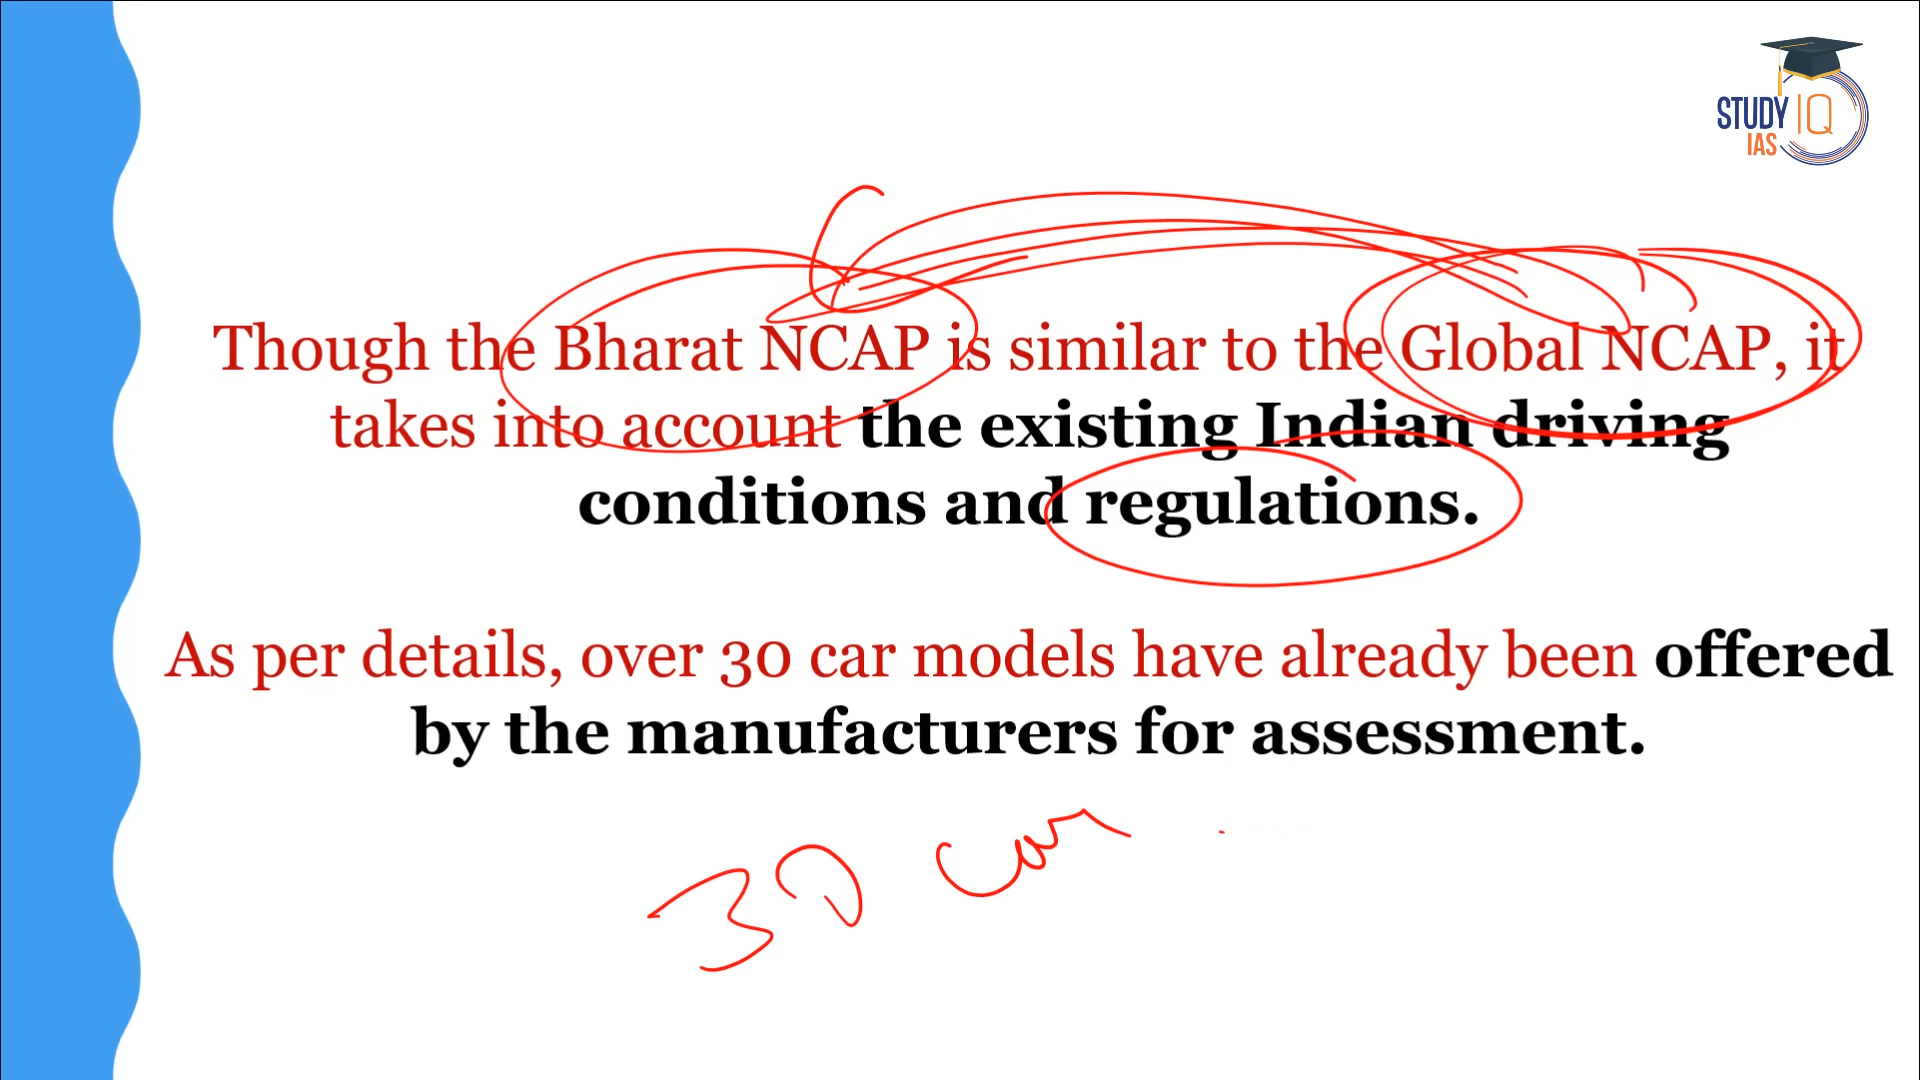 STUDY IQ
IAS
Though the Bharat NCAP is similar to the Global NCAP, it
takes into account the existing Indian driving
conditions and regulations.
As per details, over 30 car models have already been offered
by the manufacturers for assessment.
30 car